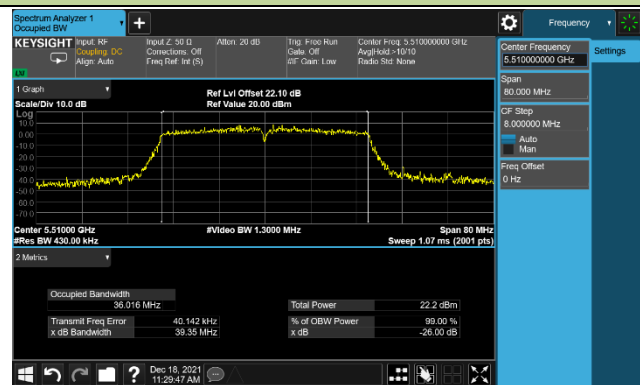 Spectrum Analyzer 1
Occupied BW
Frequency
KEYSIGHT
Input: RF
Coupling: DC
Align: Auto
Input Z: 50 Ω
Corrections: Off
Freq Ref: Int (S)
Atten: 20 dB
Trig: Free Run
Gate: Off
#IF Gain: Low
Center Freq: 5.510000000 GHz
Avg|Hold:>10/10
Radio Std: None
Center Frequency
5.510000000 GHz
Settings
Span
80.000 MHz
CF Step
8.000000 MHz
Auto
Man
Freq Offset
0 Hz
1 Graph
Scale/Div 10.0 dB
Ref Lvl Offset 22.10 dB
Ref Value 20.00 dBm
Log
10.0
0.00
-10.0
-20.0
-30.0
-40.0
-50.0
-60.0
-70.0
Center 5.51000 GHz
#Res BW 430.00 kHz
#Video BW 1.3000 MHz
Span 80 MHz
Sweep 1.07 ms (2001 pts)
2 Metrics
Occupied Bandwidth
36.016 MHz
Total Power 22.2 dBm
Transmit Freq Error 40.142 kHz
% of OBW Power 99.00 %
x dB Bandwidth 39.35 MHz
x dB -26.00 dB
Dec 18, 2021
11:29:47 AM